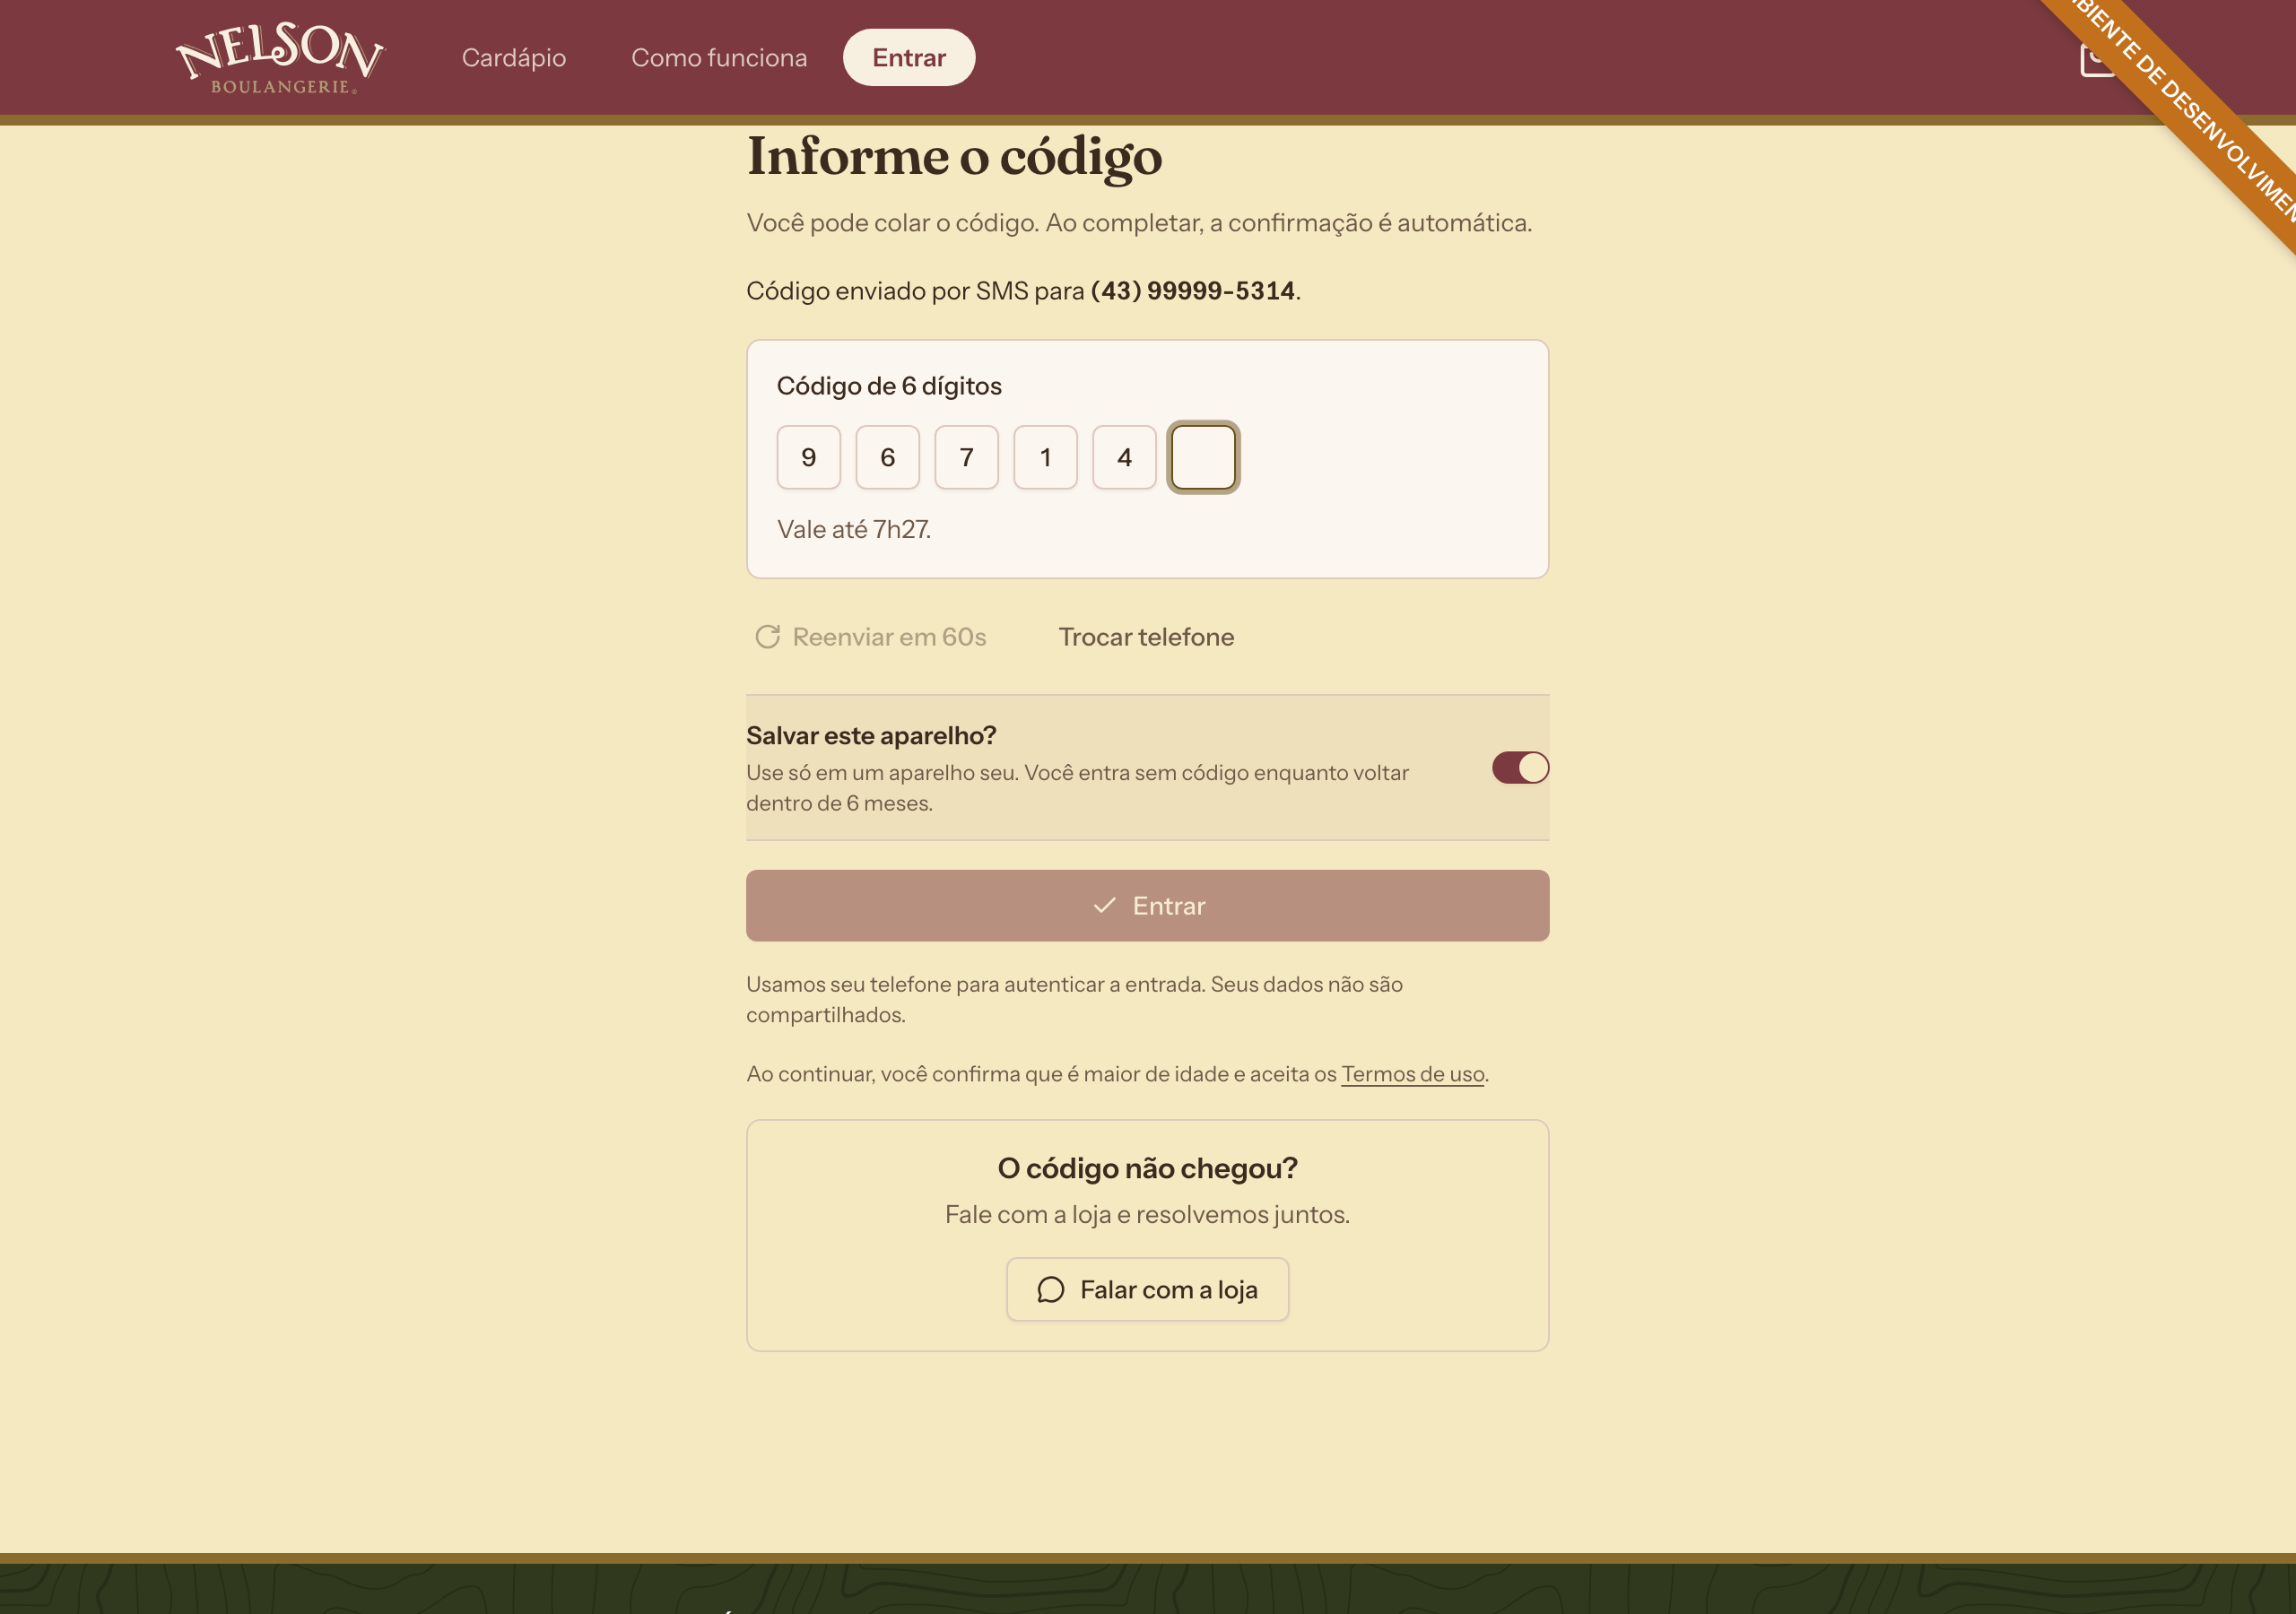 NELSON
BOULANGERIE
Cardápio
Como funciona
Entrar
DE DESENVOLVIMEN
Informe o código
Você pode colar o código. Ao completar, a confirmação é automática.
Código enviado por SMS para (43) 99999-5314.
Código de 6 dígitos
9 6 7 1 4
Vale até 7h27.
Reenviar em 60s
Trocar telefone
Salvar este aparelho?
Use só em um aparelho seu. Você entra sem código enquanto voltar
dentro de 6 meses.
Entrar
Usamos seu telefone para autenticar a entrada. Seus dados não são
compartilhados.
Ao continuar, você confirma que é maior de idade e aceita os Termos de uso.
O código não chegou?
Fale com a loja e resolvemos juntos.
Falar com a loja